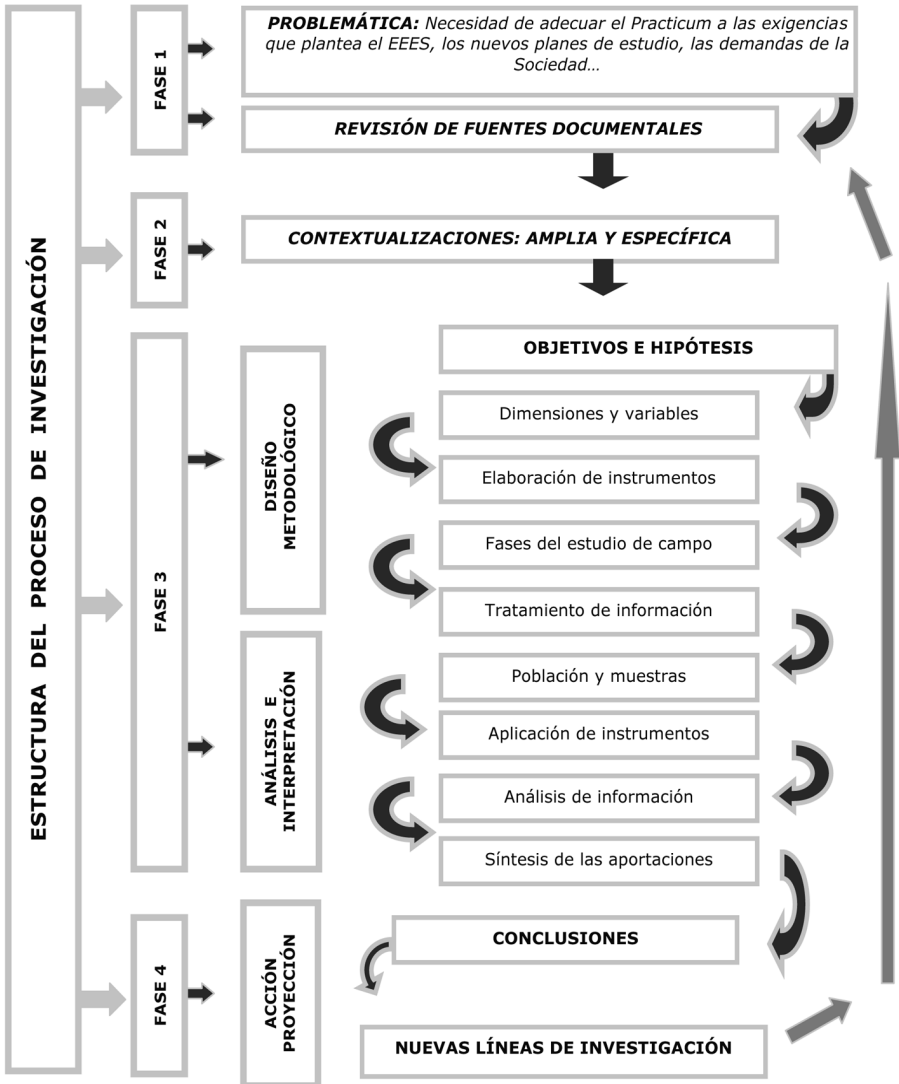 ESTRUCTURA DEL PROCESO DE INVESTIGACIÓN
FASE 1
PROBLEMÁTICA: Necesidad de adecuar el Practicum a las exigencias
que plantea el EEES, los nuevos planes de estudio, las demandas de la
Sociedad…
REVISIÓN DE FUENTES DOCUMENTALES
FASE 2
CONTEXTUALIZACIONES: AMPLIA Y ESPECÍFICA
FASE 3
DISEÑO
METODOLÓGICO
OBJETIVOS E HIPÓTESIS
Dimensiones y variables
Elaboración de instrumentos
Fases del estudio de campo
Tratamiento de información
ANÁLISIS E
INTERPRETACIÓN
Población y muestras
Aplicación de instrumentos
Análisis de información
Síntesis de las aportaciones
FASE 4
ACCIÓN
PROYECCIÓN
CONCLUSIONES
NUEVAS LÍNEAS DE INVESTIGACIÓN